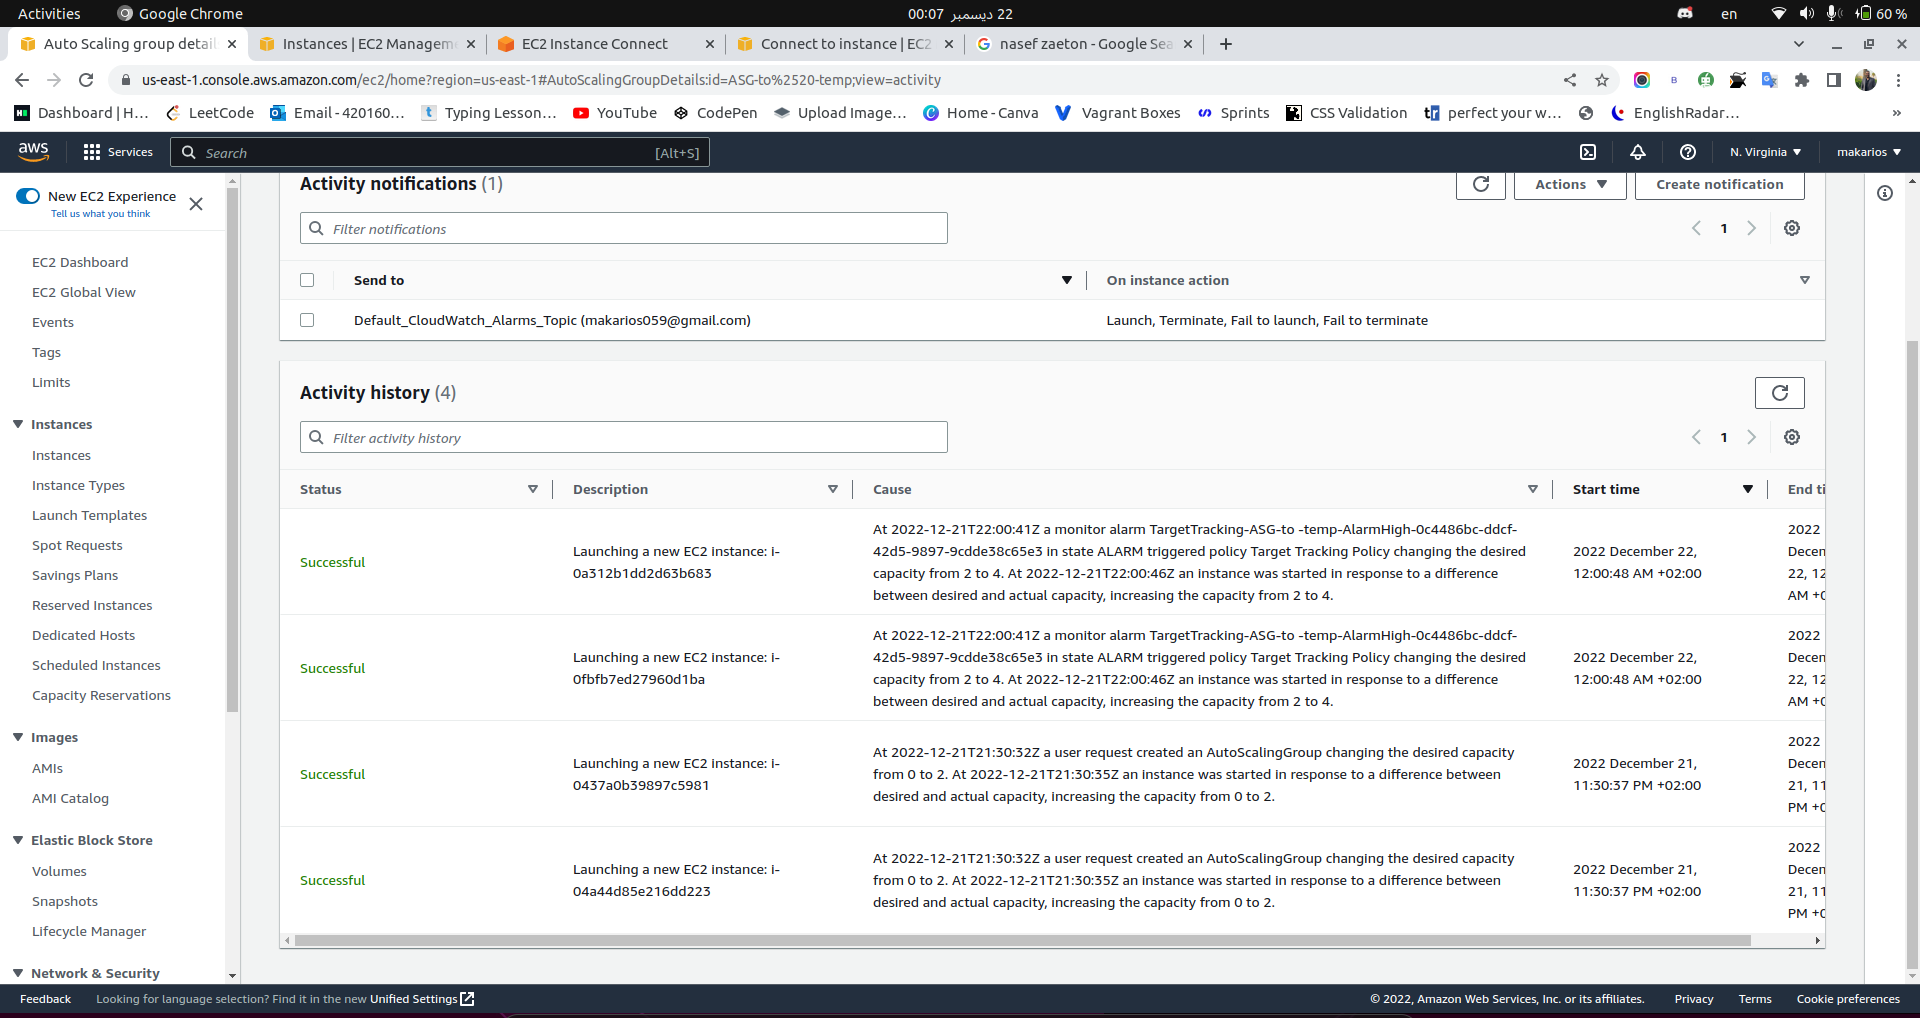 Activities
Google Chrome
22 ديسمبر 00:07
en
60 %
Auto Scaling group detai
Instances | EC2 Managem
EC2 Instance Connect
Connect to instance | EC2
nasef zaeton - Google Sea
us-east-1.console.aws.amazon.com/ec2/home?region=us-east-1#AutoScalingGroupDetails:id=ASG-to%2520-temp;view=activity
Dashboard | H...
LeetCode
Email - 420160...
Typing Lesson...
YouTube
CodePen
Upload Image...
Home - Canva
Vagrant Boxes
Sprints
CSS Validation
perfect your w...
EnglishRadar...
»
aws
Services
Search
[Alt+S]
N. Virginia
makarios
New EC2 Experience
Tell us what you think
EC2 Dashboard
EC2 Global View
Events
Tags
Limits
Instances
Instances
Instance Types
Launch Templates
Spot Requests
Savings Plans
Reserved Instances
Dedicated Hosts
Scheduled Instances
Capacity Reservations
Images
AMIs
AMI Catalog
Elastic Block Store
Volumes
Snapshots
Lifecycle Manager
Network & Security
Activity notifications (1)
Actions
Create notification
Filter notifications
1
Send to
On instance action
Default_CloudWatch_Alarms_Topic (makarios059@gmail.com)
Launch, Terminate, Fail to launch, Fail to terminate
Activity history (4)
Filter activity history
1
Status
Description
Cause
Start time
End ti
Successful
Launching a new EC2 instance: i-
0a312b1dd2d63b683
At 2022-12-21T22:00:41Z a monitor alarm TargetTracking-ASG-to -temp-AlarmHigh-0c4486bc-ddcf-
42d5-9897-9cdde38c65e3 in state ALARM triggered policy Target Tracking Policy changing the desired
capacity from 2 to 4. At 2022-12-21T22:00:46Z an instance was started in response to a difference
between desired and actual capacity, increasing the capacity from 2 to 4.
2022 December 22,
12:00:48 AM +02:00
2022
Decem
22, 12
AM +0
Successful
Launching a new EC2 instance: i-
0fbfb7ed27960d1ba
At 2022-12-21T22:00:41Z a monitor alarm TargetTracking-ASG-to -temp-AlarmHigh-0c4486bc-ddcf-
42d5-9897-9cdde38c65e3 in state ALARM triggered policy Target Tracking Policy changing the desired
capacity from 2 to 4. At 2022-12-21T22:00:46Z an instance was started in response to a difference
between desired and actual capacity, increasing the capacity from 2 to 4.
2022 December 22,
12:00:48 AM +02:00
2022
Decem
22, 12
AM +0
Successful
Launching a new EC2 instance: i-
0437a0b39897c5981
At 2022-12-21T21:30:32Z a user request created an AutoScalingGroup changing the desired capacity
from 0 to 2. At 2022-12-21T21:30:35Z an instance was started in response to a difference between
desired and actual capacity, increasing the capacity from 0 to 2.
2022 December 21,
11:30:37 PM +02:00
2022
Decem
21, 11
PM +0
Successful
Launching a new EC2 instance: i-
04a44d85e216dd223
At 2022-12-21T21:30:32Z a user request created an AutoScalingGroup changing the desired capacity
from 0 to 2. At 2022-12-21T21:30:35Z an instance was started in response to a difference between
desired and actual capacity, increasing the capacity from 0 to 2.
2022 December 21,
11:30:37 PM +02:00
2022
Decem
21, 11
PM +0
Feedback
Looking for language selection? Find it in the new Unified Settings
© 2022, Amazon Web Services, Inc. or its affiliates.
Privacy
Terms
Cookie preferences